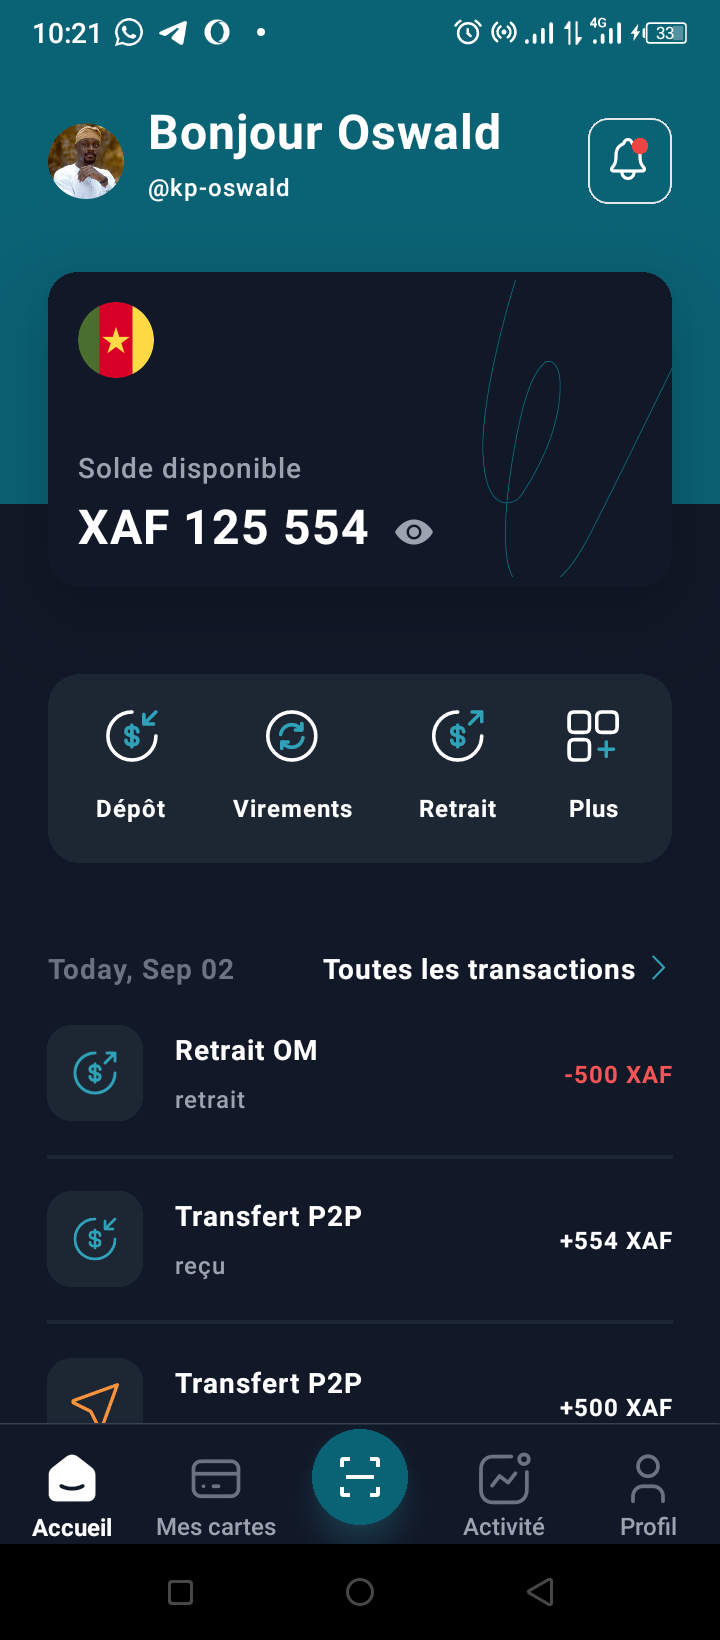 10:21
4G
33
Bonjour Oswald
@kp-oswald
Solde disponible
XAF 125 554
Dépôt Virements Retrait Plus
Today, Sep 02 Toutes les transactions
Retrait OM
-500 XAF
retrait
Transfert P2P
+554 XAF
reçu
Transfert P2P
+500 XAF
Accueil Mes cartes Activité Profil